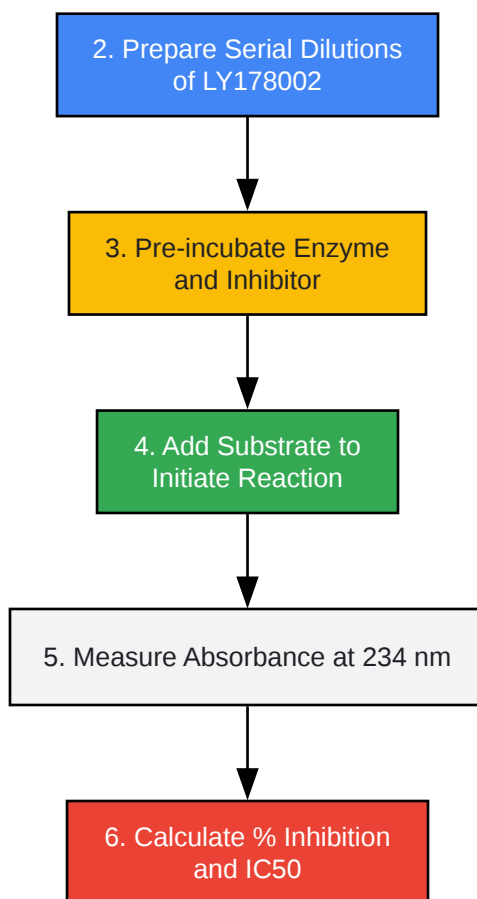 2. Prepare Serial Dilutions
of LY178002
3. Pre-incubate Enzyme
and Inhibitor
4. Add Substrate to
Initiate Reaction
5. Measure Absorbance at 234 nm
6. Calculate % Inhibition
and IC50